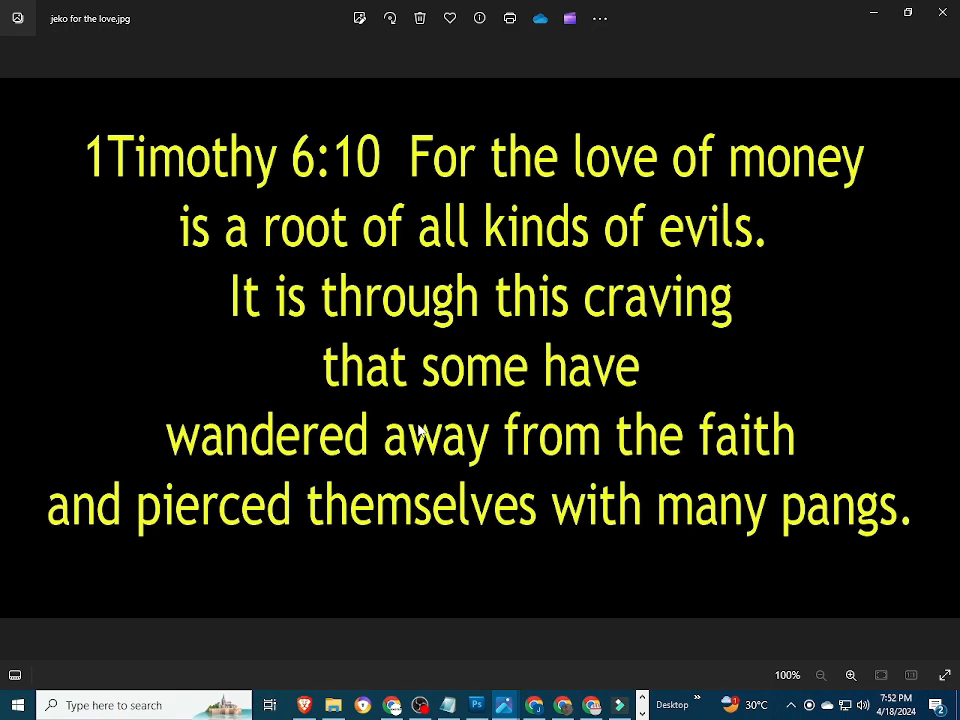 jeko for the love.jpg
1Timothy 6:10  For the love of money
is a root of all kinds of evils.
It is through this craving
that some have
wandered away from the faith
and pierced themselves with many pangs.
100%
Type here to search
Desktop
30°C
7:52 PM
4/18/2024
2